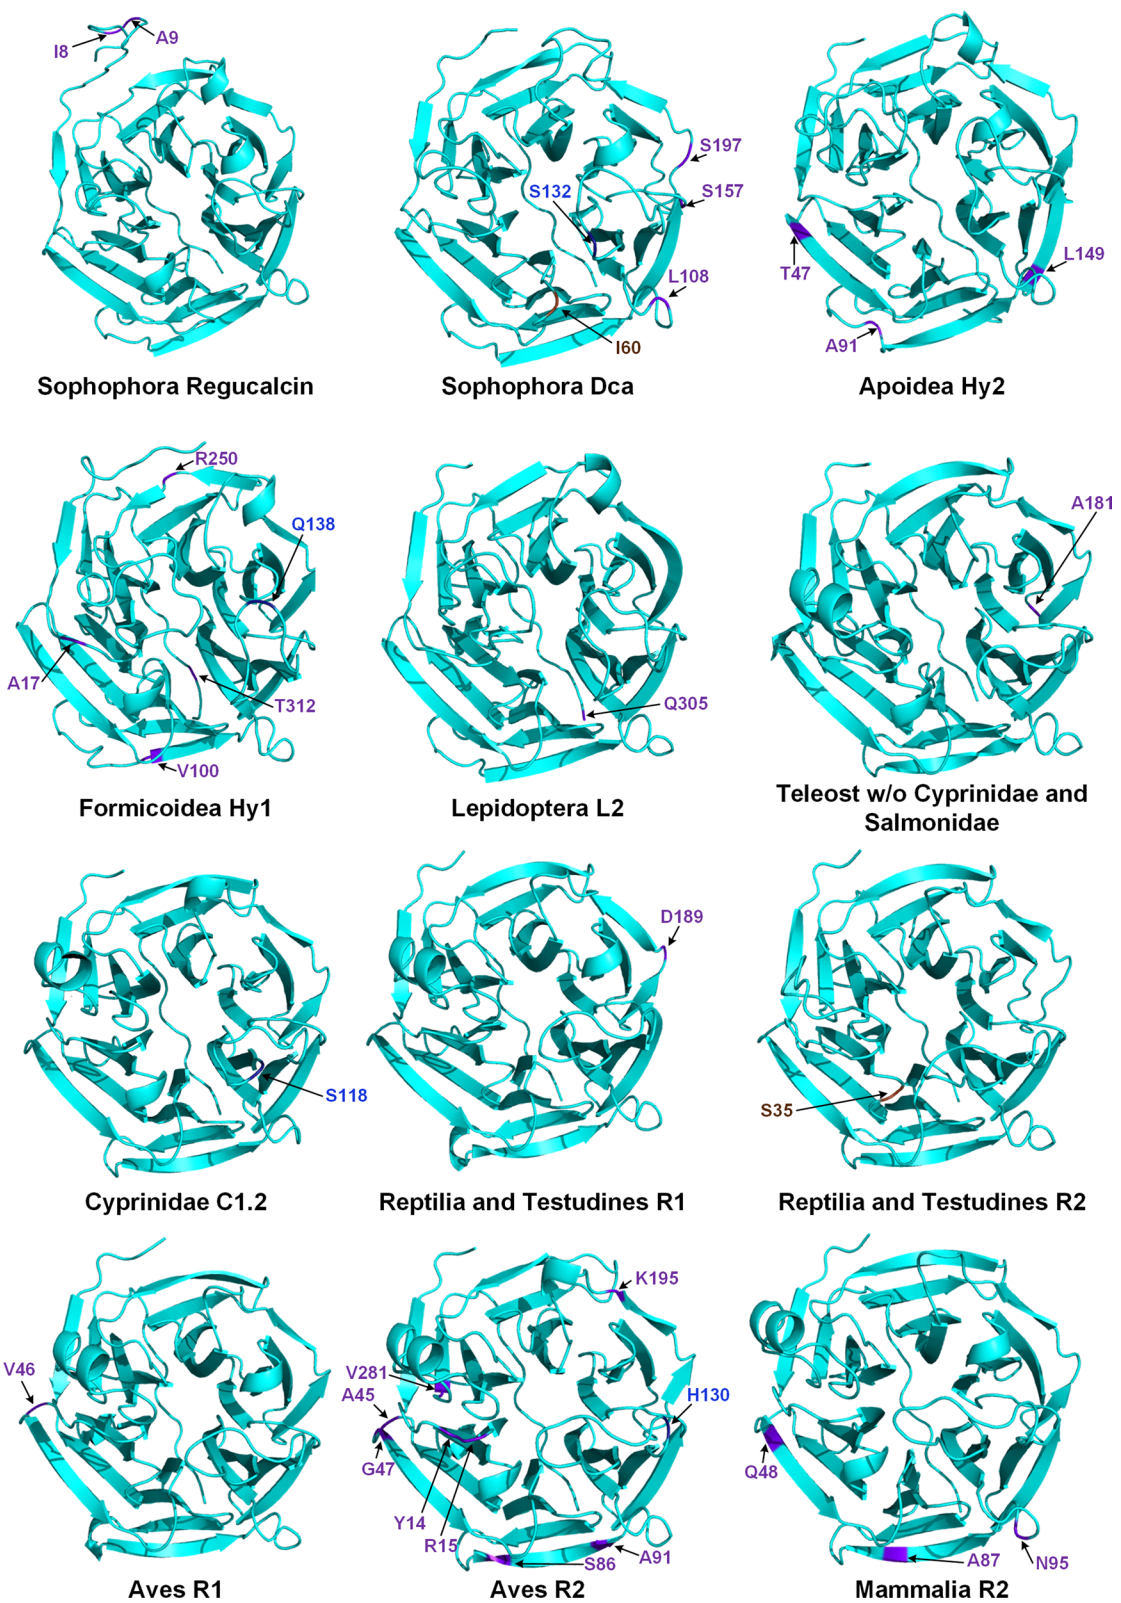 I8
A9
Sophophora Regucalcin
S197
S132
S157
L108
I60
Sophophora Dca
T47
L149
A91
Apoidea Hy2
R250
Q138
A17
T312
V100
Formicoidea Hy1
Q305
Lepidoptera L2
A181
Teleost w/o Cyprinidae and
Salmonidae
S118
Cyprinidae C1.2
D189
Reptilia and Testudines R1
S35
Reptilia and Testudines R2
V46
Aves R1
K195
V281
A45
H130
G47
Y14
R15
S86
A91
Aves R2
Q48
A87
N95
Mammalia R2